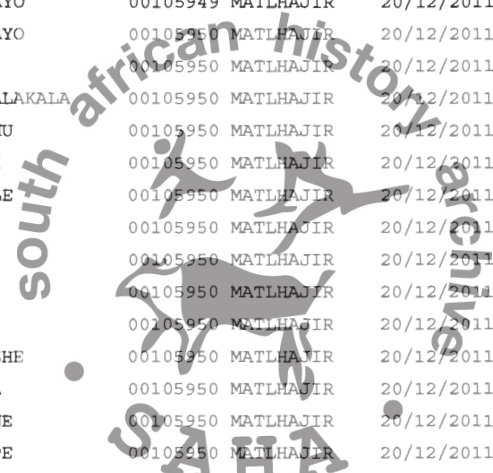 AYO 00105949 MATLHAJIR 20/12/2011
AYO 00105950 MATLHAJIR 20/12/2011
00105950 MATLHAJIR 20/12/2011
ALAKALA 00105950 MATLHAJIR 20/12/2011
00105950 MATLHAJIR 20/12/2011
00105950 MATLHAJIR 20/12/2011
LE 00105950 MATLHAJIR 20/12/2011
00105950 MATLHAJIR 20/12/2011
00105950 MATLHAJIR 20/12/2011
00105950 MATLHAJIR 20/12/2011
00105950 MATLHAJIR 20/12/2011
SHE 00105950 MATLHAJIR 20/12/2011
A 00105950 MATLHAJIR 20/12/2011
NE 00105950 MATLHAJIR 20/12/2011
PE 00105950 MATLHAJIR 20/12/2011
south african history archive
SAHA